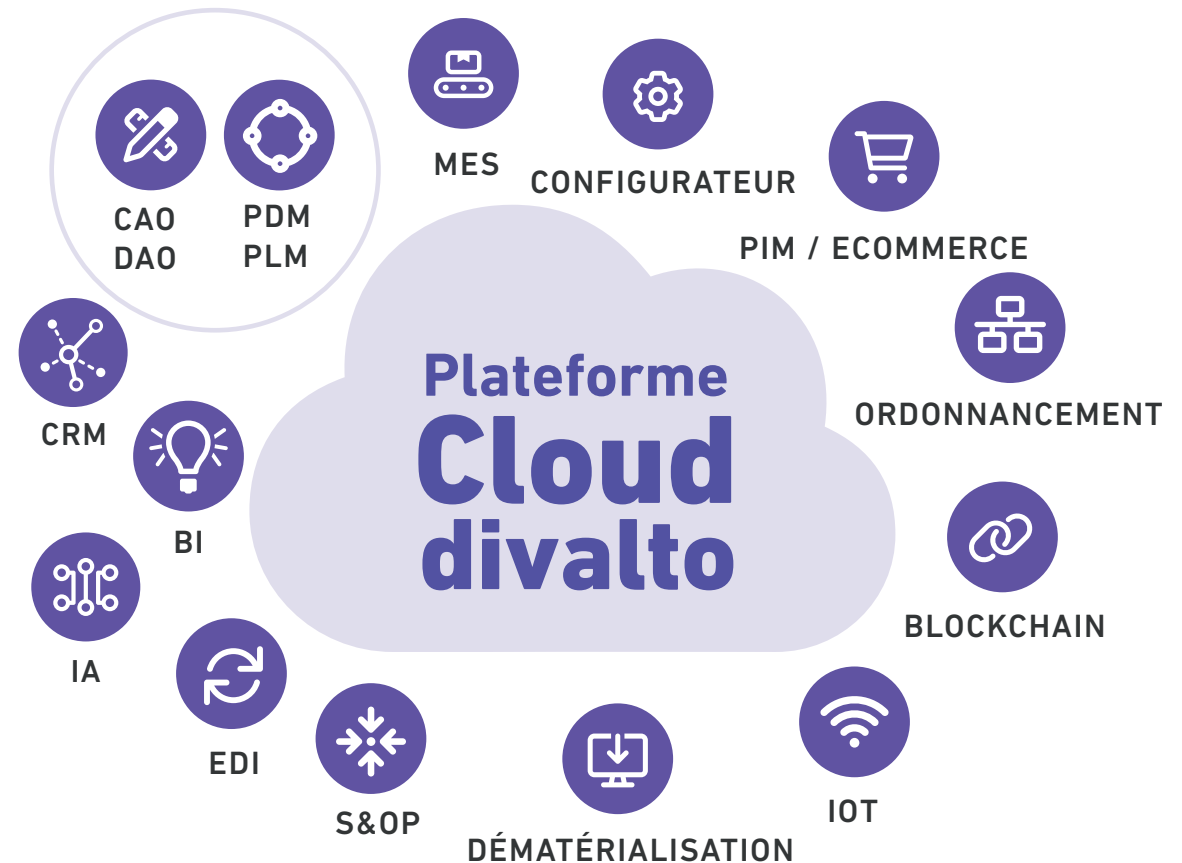 MES
CONFIGURATEUR
CAO
DAO
PDM
PLM
PIM / ECOMMERCE
Plateforme
Cloud
divalto
ORDONNANCEMENT
CRM
BI
BLOCKCHAIN
IA
EDI
S&OP
DÉMATÉRIALISATION
IOT